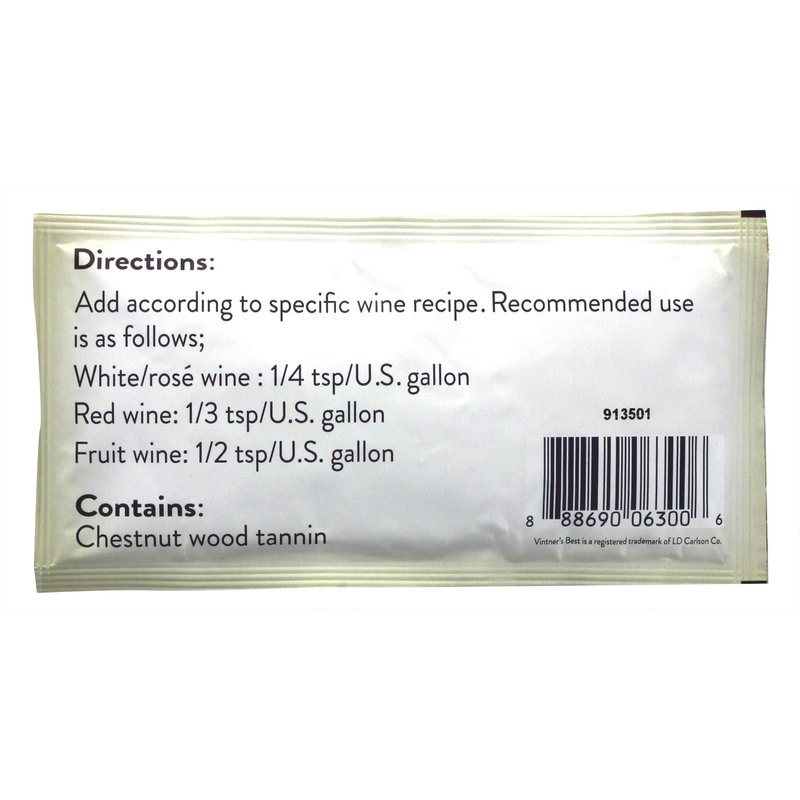 Directions:
Add according to specific wine recipe. Recommended use
is as follows;
White/rosé wine : 1/4 tsp/U.S. gallon
Red wine: 1/3 tsp/U.S. gallon
Fruit wine: 1/2 tsp/U.S. gallon
Contains:
Chestnut wood tannin
913501
8 88690 06300 6
Vintner's Best is a registered trademark of LD Carlson Co.